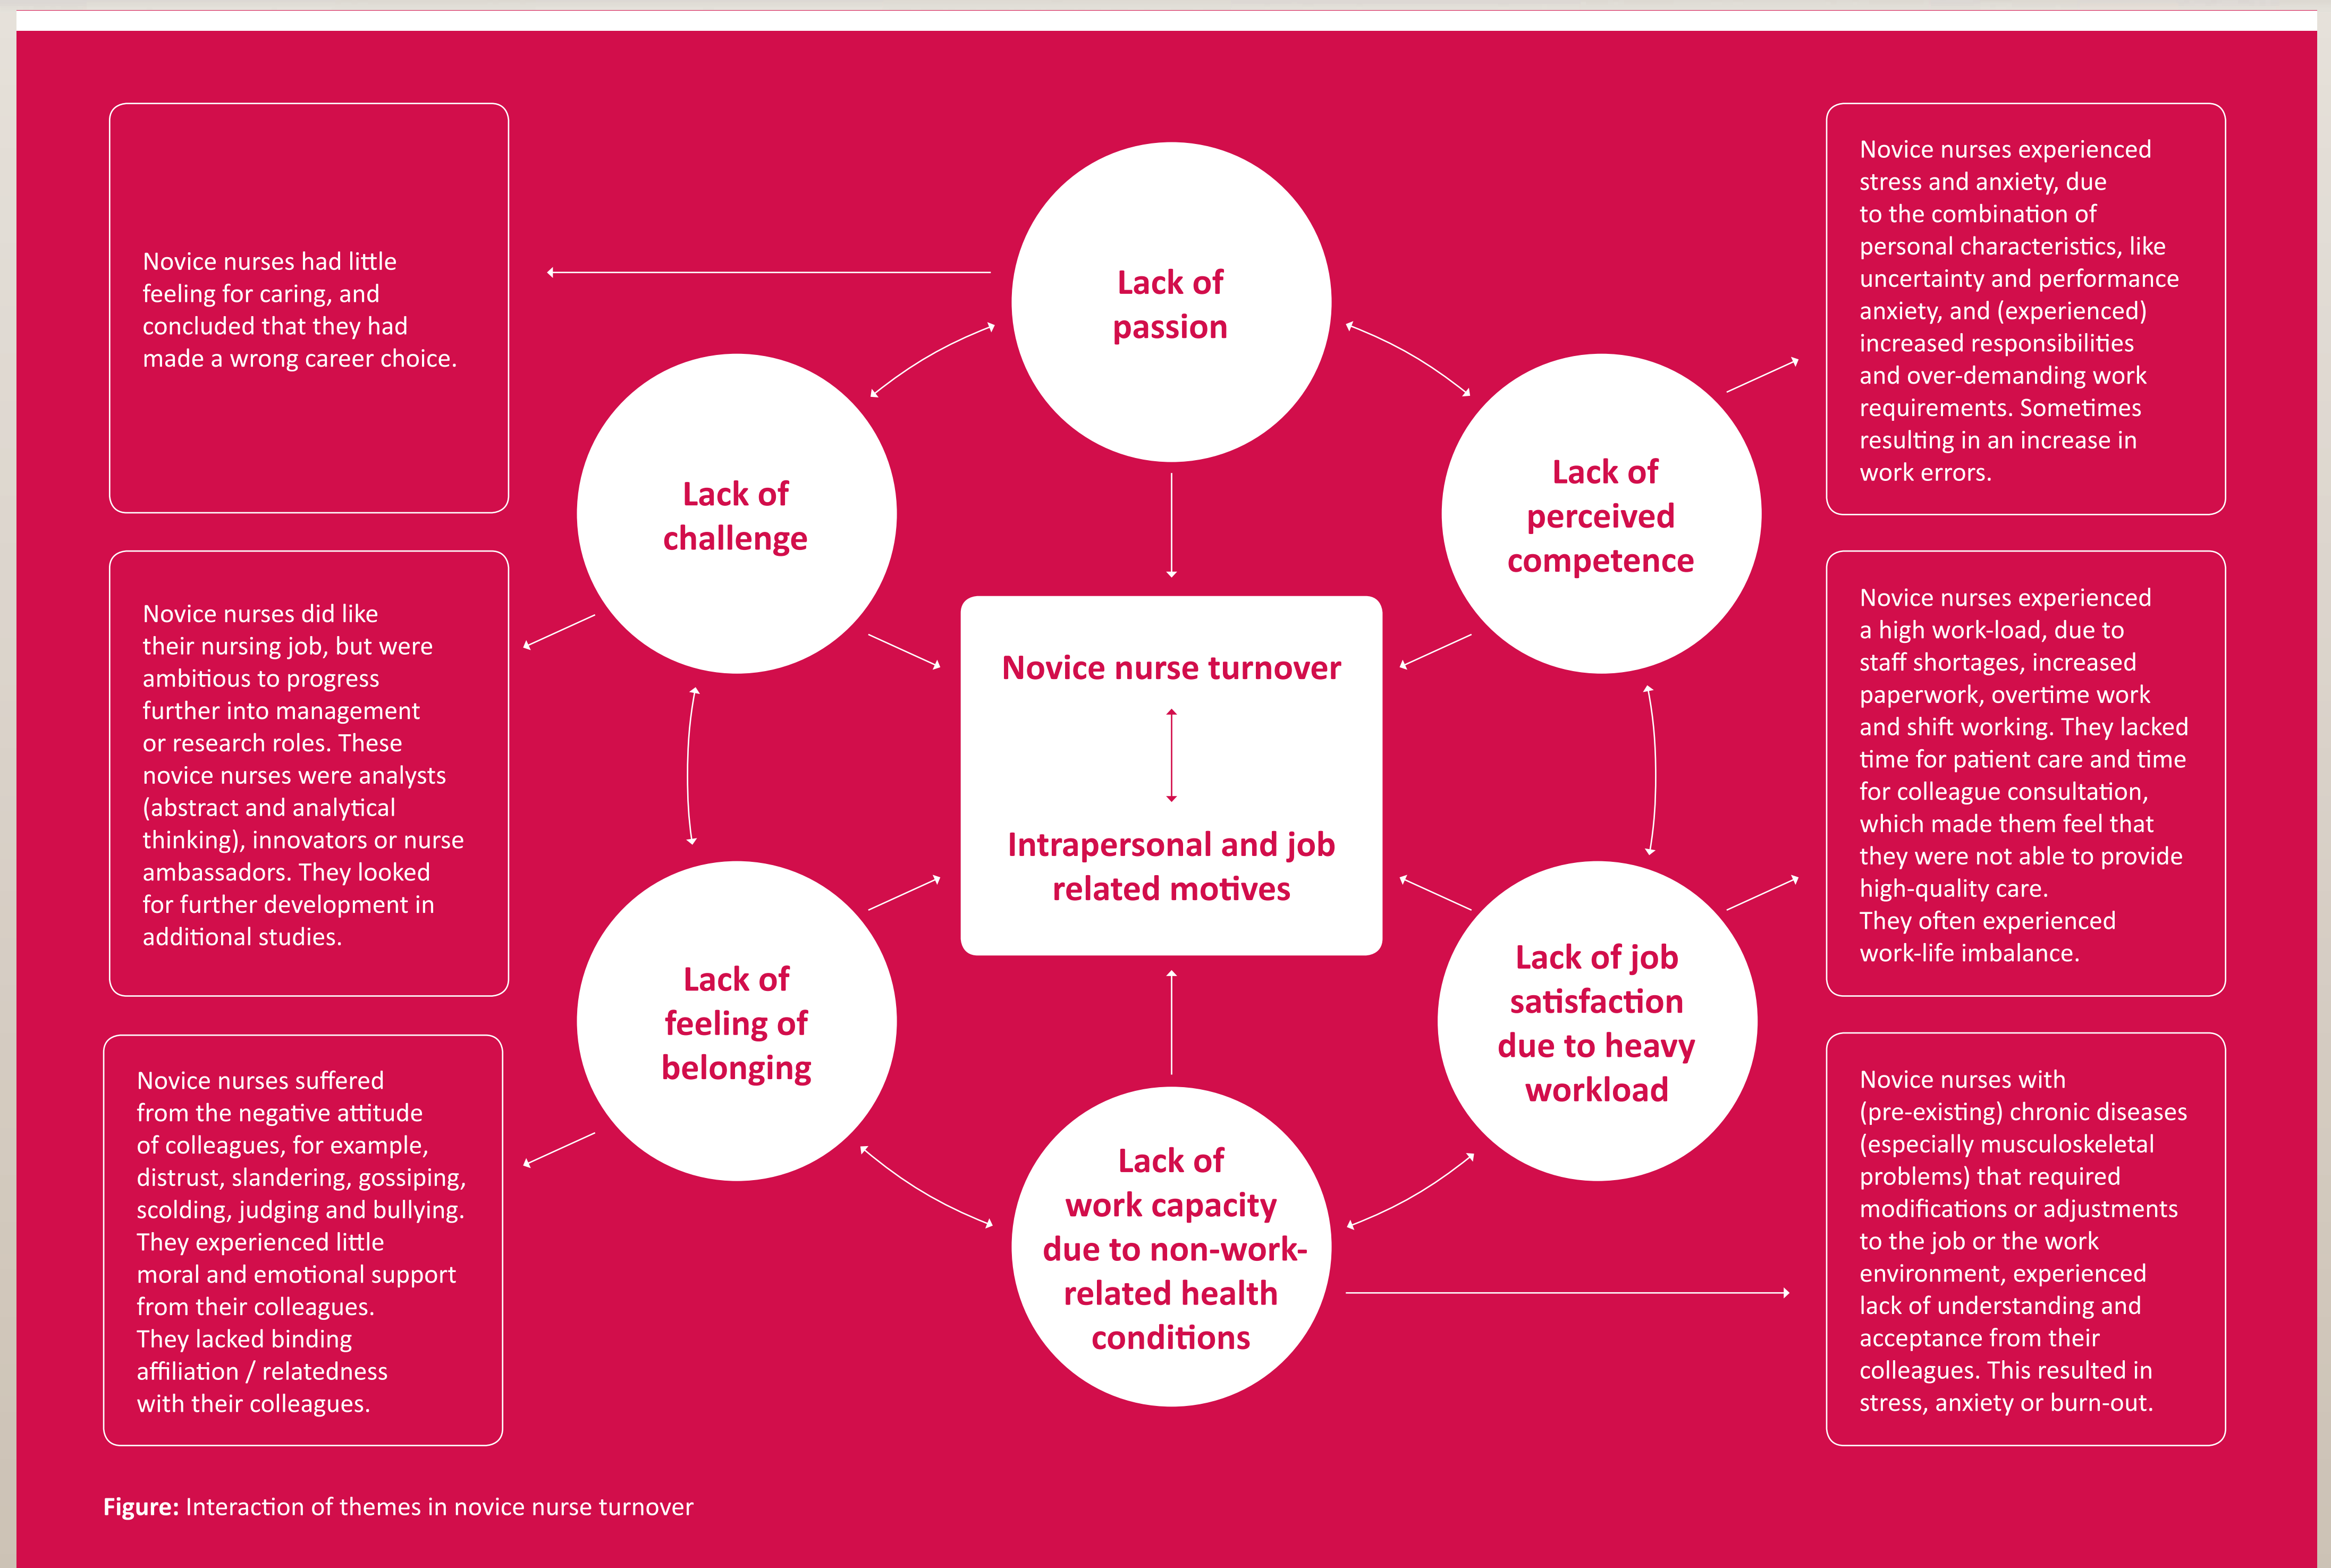 Novice nurses had little
feeling for caring, and
concluded that they had
made a wrong career choice.
Novice nurses did like
their nursing job, but were
ambitious to progress
further into management
or research roles. These
novice nurses were analysts
(abstract and analytical
thinking), innovators or nurse
ambassadors. They looked
for further development in
additional studies.
Novice nurses suffered
from the negative attitude
of colleagues, for example,
distrust, slandering, gossiping,
scolding, judging and bullying.
They experienced little
moral and emotional support
from their colleagues.
They lacked binding
affiliation / relatedness
with their colleagues.
Lack of
passion
Lack of
challenge
Lack of
perceived
competence
Novice nurse turnover
Intrapersonal and job
related motives
Lack of
feeling of
belonging
Lack of job
satisfaction
due to heavy
workload
Lack of
work capacity
due to non-work-
related health
conditions
Novice nurses experienced
stress and anxiety, due
to the combination of
personal characteristics, like
uncertainty and performance
anxiety, and (experienced)
increased responsibilities
and over-demanding work
requirements. Sometimes
resulting in an increase in
work errors.
Novice nurses experienced
a high work-load, due to
staff shortages, increased
paperwork, overtime work
and shift working. They lacked
time for patient care and time
for colleague consultation,
which made them feel that
they were not able to provide
high-quality care.
They often experienced
work-life imbalance.
Novice nurses with
(pre-existing) chronic diseases
(especially musculoskeletal
problems) that required
modifications or adjustments
to the job or the work
environment, experienced
lack of understanding and
acceptance from their
colleagues. This resulted in
stress, anxiety or burn-out.
Figure: Interaction of themes in novice nurse turnover